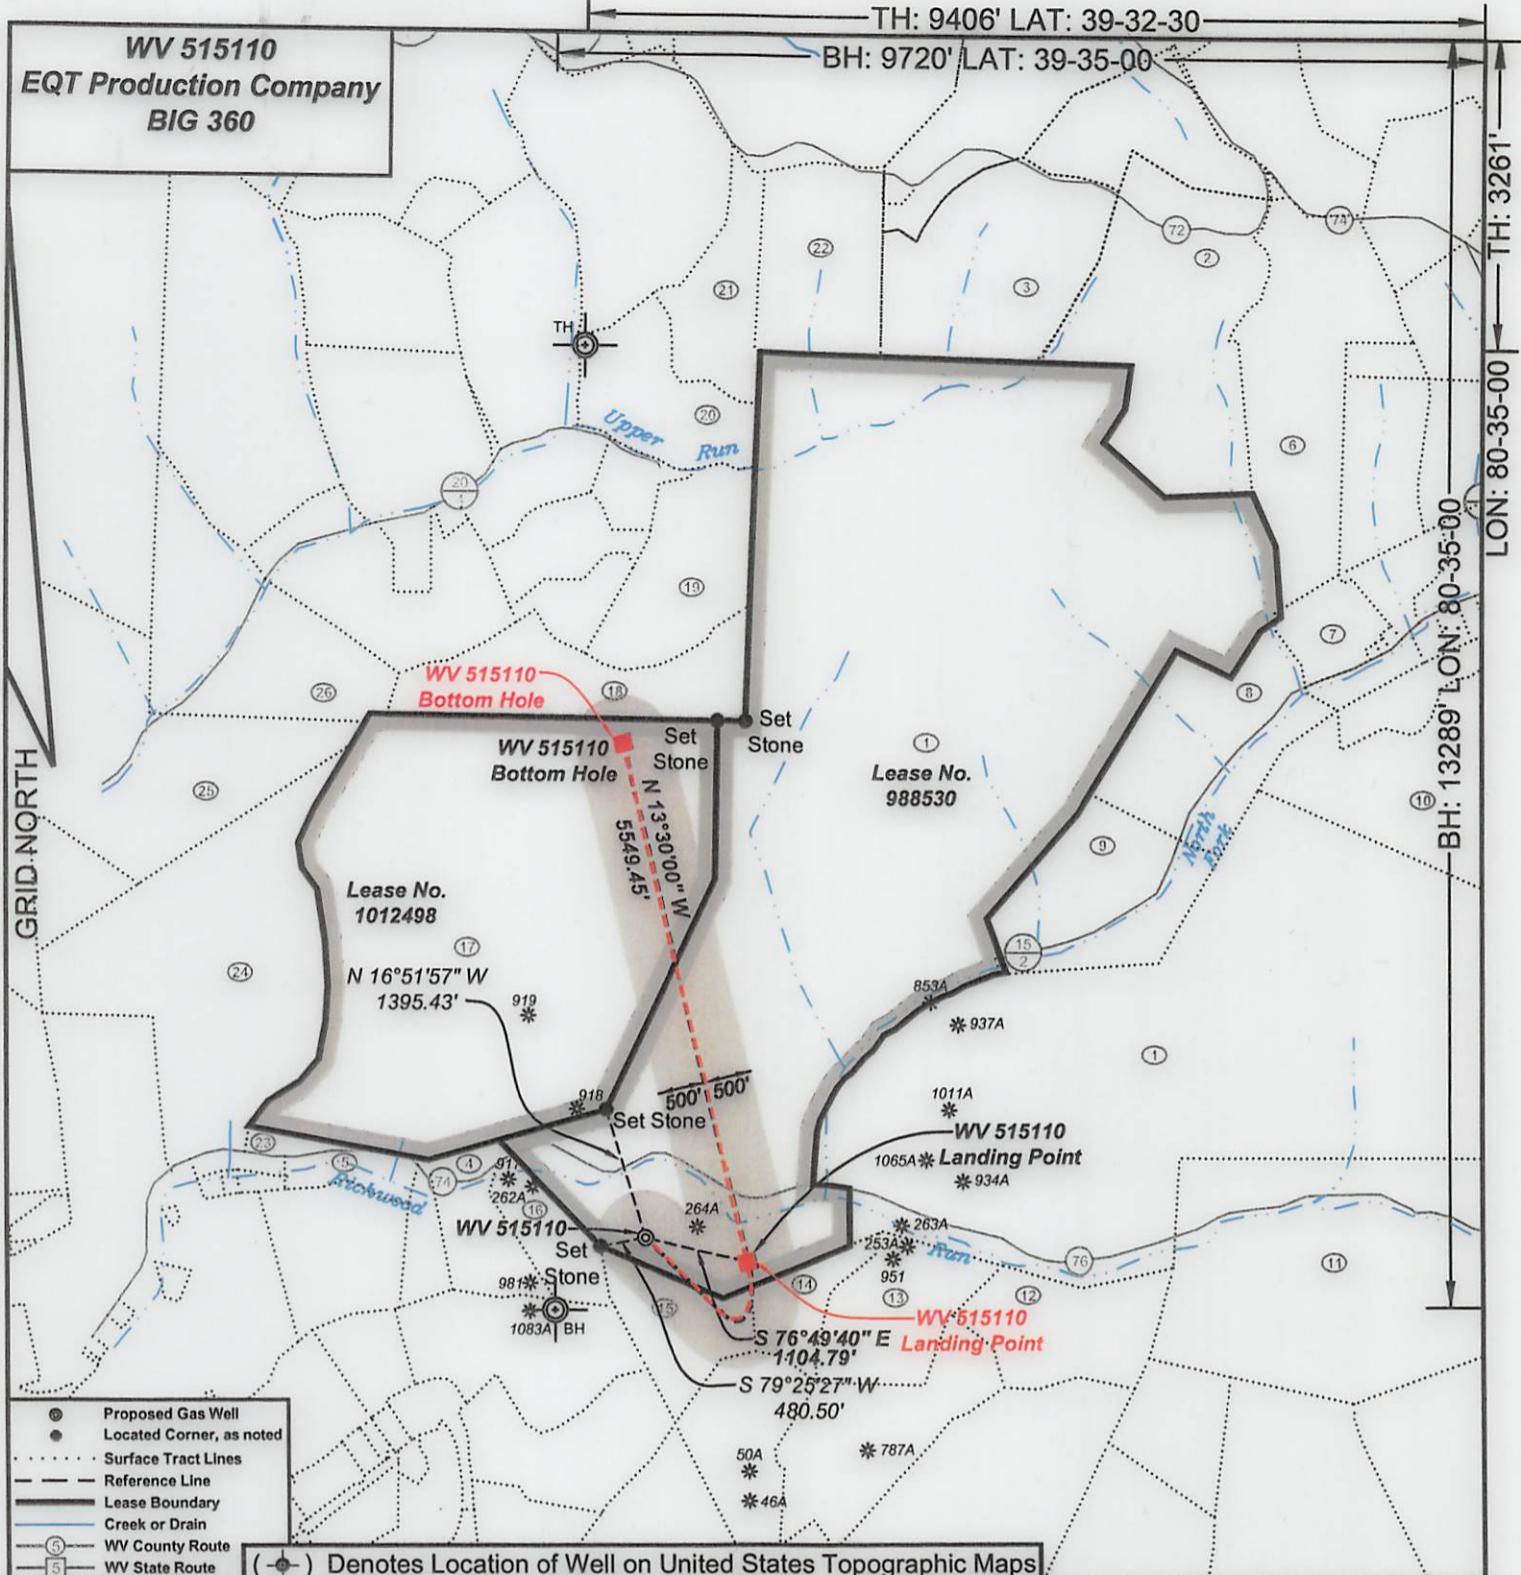 TH: 9406' LAT: 39-32-30
BH: 9720' LAT: 39-35-00
WV 515110
EQT Production Company
BIG 360
TH: 3261'
LON: 80-35-00
BH: 13289' LON: 80-35-00
GRID NORTH
72
74
2
22
21
3
TH
20
Upper
Run
20
1
6
19
7
26
18
8
WV 515110
Bottom Hole
WV 515110
Bottom Hole
Set
Stone
Set
Stone
1
Lease No.
988530
25
10
N 13°30'00" W
5549.45'
9
North
Fork
Lease No.
1012498
17
24
N 16°51'57" W
1395.43'
919
15
2
853A
937A
1
500' 500'
918
Set Stone
1011A
WV 515110
Landing Point
1065A
934A
23
5
4
74
Rickwood
911
262A
16
264A
WV 515110
Set
Stone
263A
253A
Run
951
76
11
981
1083A
BH
15
14
13
12
WV 515110
Landing Point
S 76°49'40" E
1104.79'
S 79°25'27" W
480.50'
50A
787A
46A
Proposed Gas Well
Located Corner, as noted
Surface Tract Lines
Reference Line
Lease Boundary
Creek or Drain
5 WV County Route
5 WV State Route
( ) Denotes Location of Well on United States Topographic Maps